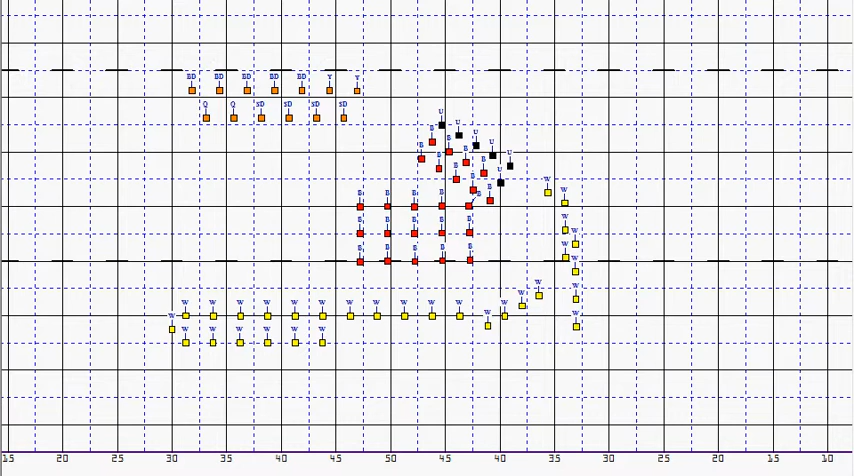 BD BD BD BD BD Y Y
Q Q SD SD SD SD
U
U
B U
B U
B B U
B B
B U
B W
B W
B B B B B
W
B B B B B
W
W
B B B B B
W
W W
W
W W W W W W W W W W W W
W W W
W W W W W W
15 20 25 30 35 40 45 50 45 40 35 30 25 20 15 10